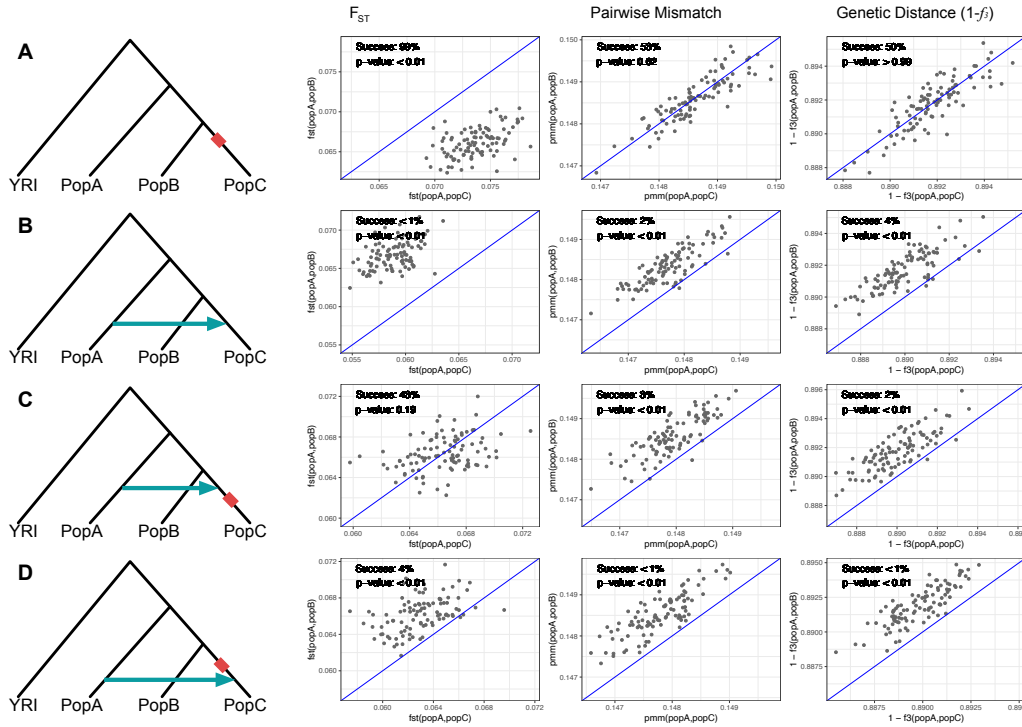 F_ST
Pairwise Mismatch
Genetic Distance (1-f₃)
A
YRI PopA PopB PopC
Success: 99%
p−value: < 0.01
fst(popA,popB)
0.075
0.070
0.065
0.065 0.070 0.075
fst(popA,popC)
Success: 53%
p−value: 0.62
pmm(popA,popB)
0.150
0.149
0.148
0.147
0.147 0.148 0.149 0.150
pmm(popA,popC)
Success: 50%
p−value: > 0.99
1 − f3(popA,popB)
0.894
0.892
0.890
0.888
0.888 0.890 0.892 0.894
1 − f3(popA,popC)
B
YRI PopA PopB PopC
Success: < 1%
p−value: < 0.01
fst(popA,popB)
0.070
0.065
0.060
0.055
0.055 0.060 0.065 0.070
fst(popA,popC)
Success: 2%
p−value: < 0.01
pmm(popA,popB)
0.149
0.148
0.147
0.147 0.148 0.149
pmm(popA,popC)
Success: 4%
p−value: < 0.01
1 − f3(popA,popB)
0.894
0.892
0.890
0.888
0.888 0.890 0.892 0.894
1 − f3(popA,popC)
C
YRI PopA PopB PopC
Success: 43%
p−value: 0.19
fst(popA,popB)
0.072
0.068
0.064
0.060
0.060 0.064 0.068 0.072
fst(popA,popC)
Success: 3%
p−value: < 0.01
pmm(popA,popB)
0.149
0.148
0.147
0.147 0.148 0.149
pmm(popA,popC)
Success: 2%
p−value: < 0.01
1 − f3(popA,popB)
0.896
0.894
0.892
0.890
0.888
0.888 0.890 0.892 0.894 0.896
1 − f3(popA,popC)
D
YRI PopA PopB PopC
Success: 4%
p−value: < 0.01
fst(popA,popB)
0.072
0.068
0.064
0.060
0.060 0.064 0.068 0.072
fst(popA,popC)
Success: < 1%
p−value: < 0.01
pmm(popA,popB)
0.149
0.148
0.147
0.147 0.148 0.149
pmm(popA,popC)
Success: < 1%
p−value: < 0.01
1 − f3(popA,popB)
0.8950
0.8925
0.8900
0.8875
0.8875 0.8900 0.8925
1 − f3(popA,popC)